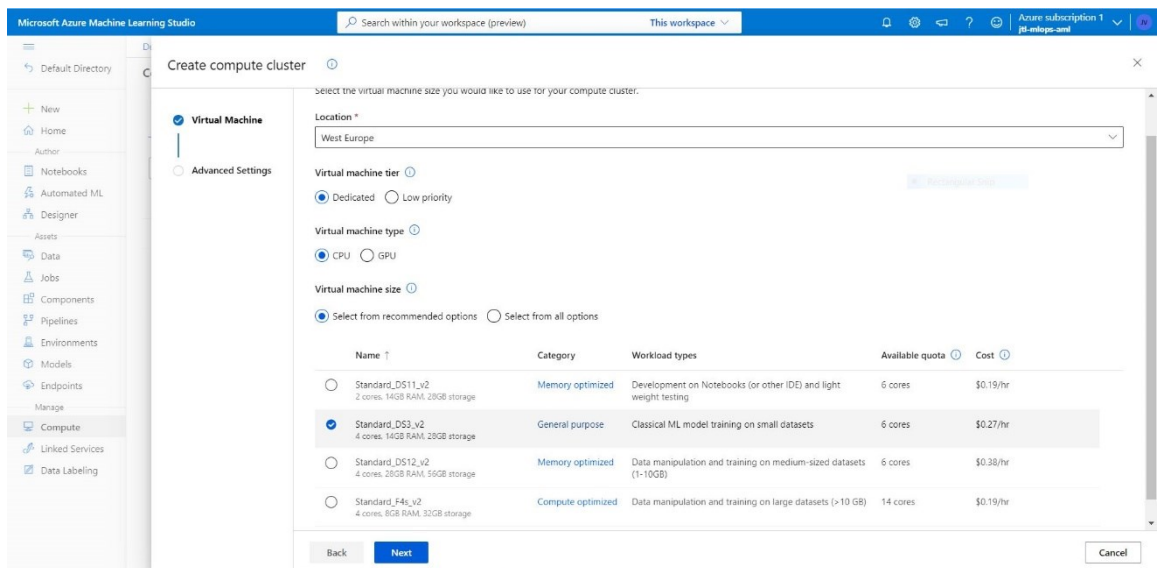 Microsoft Azure Machine Learning Studio
Search within your workspace (preview)
This workspace
Azure subscription 1
jtl-mlops-aml
Default Directory
New
Home
Author
Notebooks
Automated ML
Designer
Assets
Data
Jobs
Components
Pipelines
Environments
Models
Endpoints
Manage
Compute
Linked Services
Data Labeling
Create compute cluster
Virtual Machine
Advanced Settings
Select the virtual machine size you would like to use for your compute cluster.
Location *
West Europe
Virtual machine tier
Dedicated Low priority
Virtual machine type
CPU GPU
Virtual machine size
Select from recommended options Select from all options
Name ↑ Category Workload types Available quota Cost
Standard_DS11_v2 Memory optimized Development on Notebooks (or other IDE) and light 6 cores $0.19/hr
2 cores, 14GB RAM, 28GB storage weight testing
Standard_DS3_v2 General purpose Classical ML model training on small datasets 6 cores $0.27/hr
4 cores, 14GB RAM, 28GB storage
Standard_DS12_v2 Memory optimized Data manipulation and training on medium-sized datasets 6 cores $0.38/hr
4 cores, 28GB RAM, 56GB storage (1-10GB)
Standard_F4s_v2 Compute optimized Data manipulation and training on large datasets (>10 GB) 14 cores $0.19/hr
4 cores, 8GB RAM, 32GB storage
Back Next Cancel